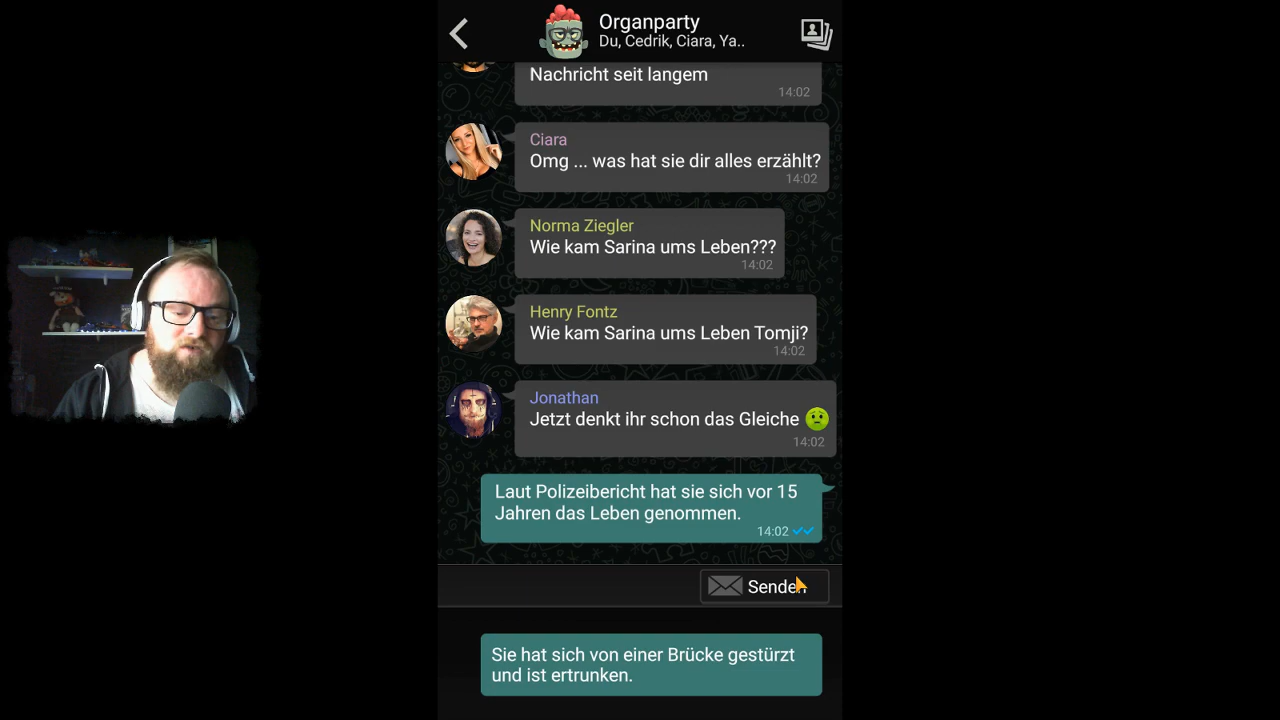 Organparty
Du, Cedrik, Ciara, Ya..
Nachricht seit langem
14:02
Ciara
Omg ... was hat sie dir alles erzählt?
14:02
Norma Ziegler
Wie kam Sarina ums Leben???
14:02
Henry Fontz
Wie kam Sarina ums Leben Tomji?
14:02
Jonathan
Jetzt denkt ihr schon das Gleiche 🤢
14:02
Laut Polizeibericht hat sie sich vor 15
Jahren das Leben genommen.
14:02
Senden
Sie hat sich von einer Brücke gestürzt
und ist ertrunken.